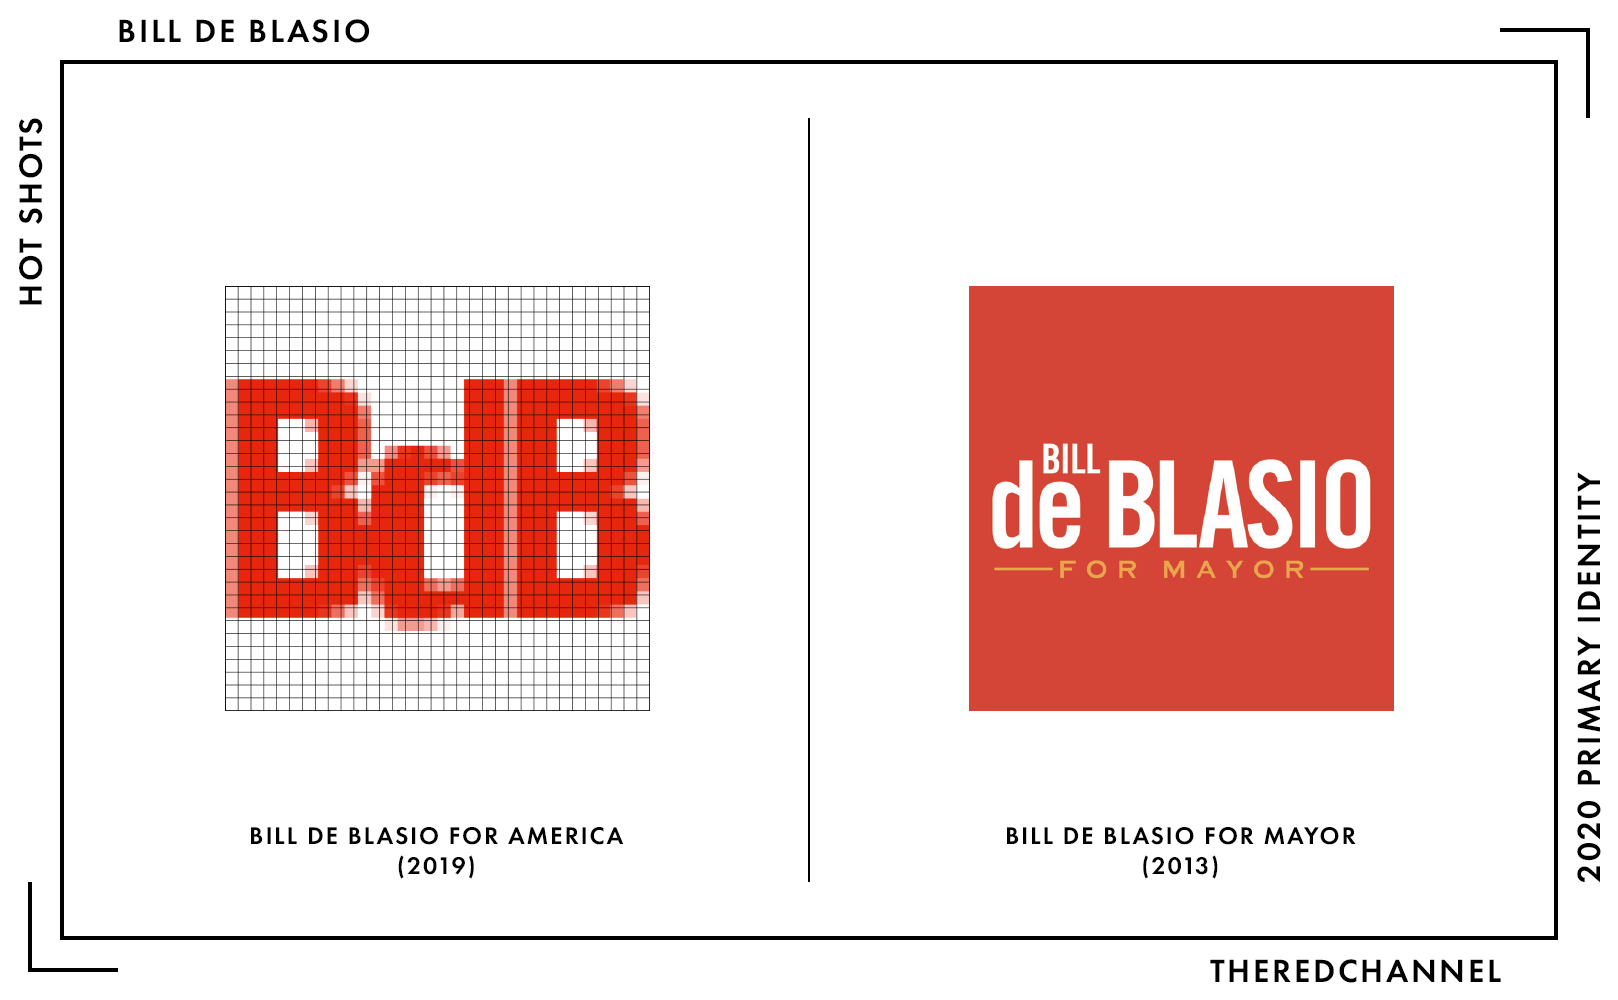 BILL DE BLASIO
HOT SHOTS
BdB
BILL
de BLASIO
FOR MAYOR
BILL DE BLASIO FOR AMERICA
(2019)
BILL DE BLASIO FOR MAYOR
(2013)
2020 PRIMARY IDENTITY
THEREDCHANNEL